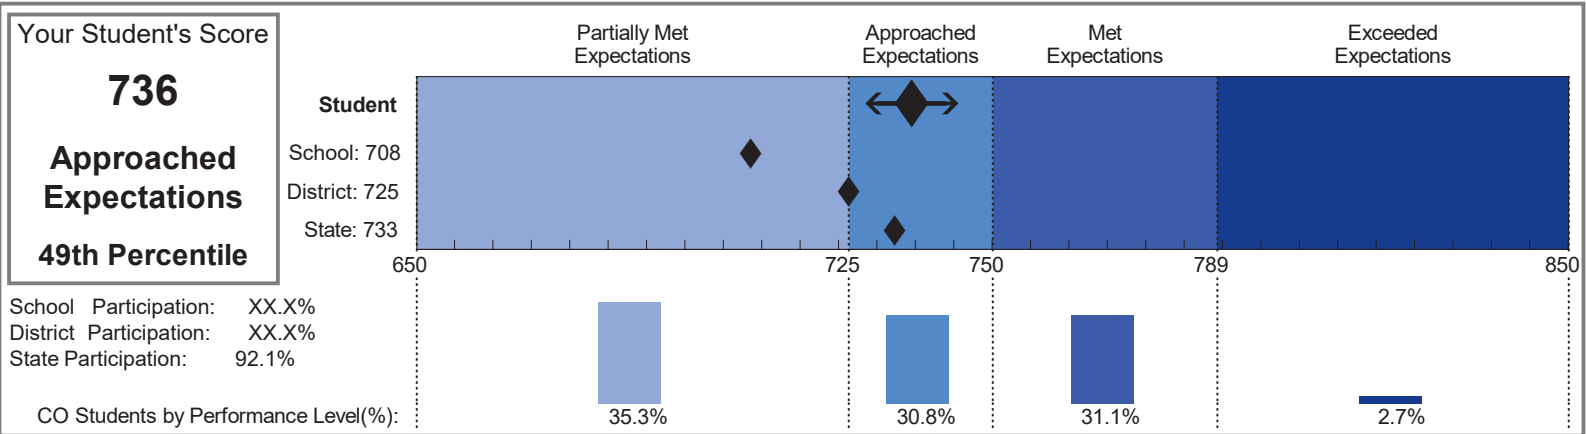 Your Student's Score
736
Approached
Expectations
49th Percentile
Partially Met
Expectations
Approached
Expectations
Met
Expectations
Exceeded
Expectations
Student
School: 708
District: 725
State: 733
650 725 750 789 850
School Participation: XX.X%
District Participation: XX.X%
State Participation: 92.1%
CO Students by Performance Level(%): 35.3% 30.8% 31.1% 2.7%